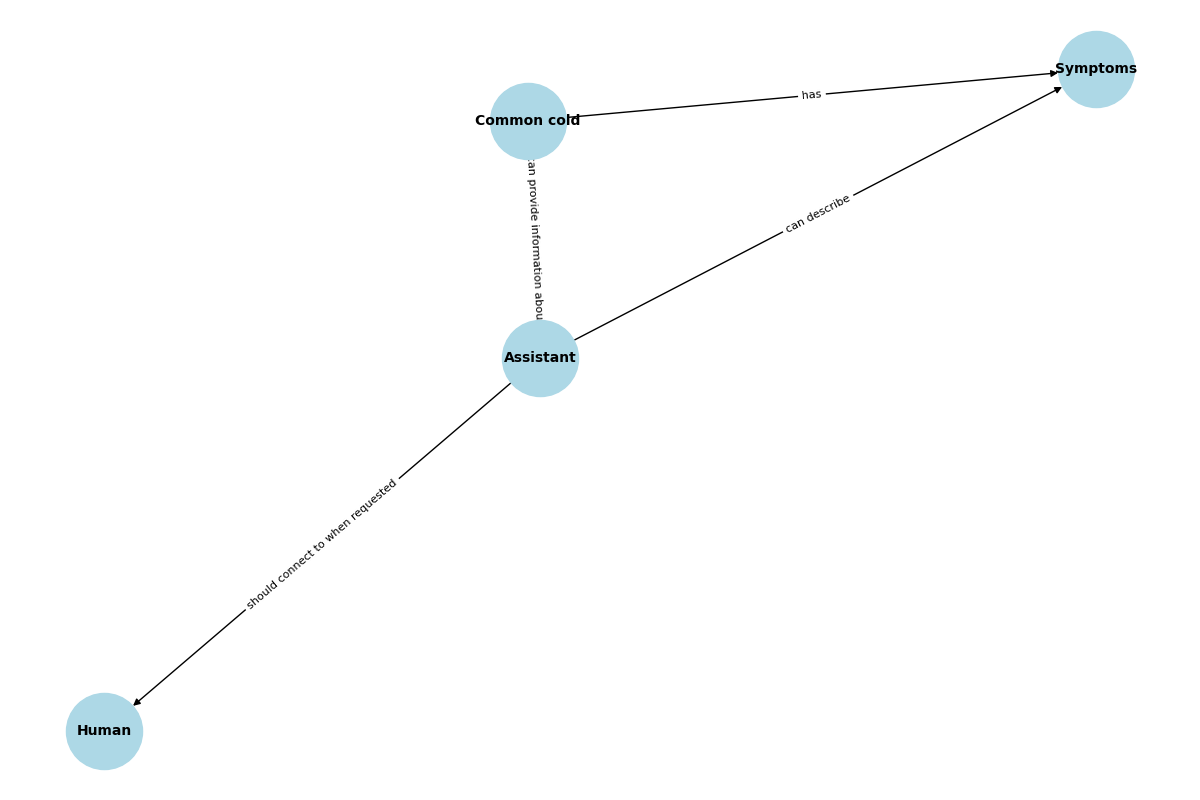 Symptoms
has
Common cold
can describe
an provide information abou
Assistant
should connect to when requested
Human